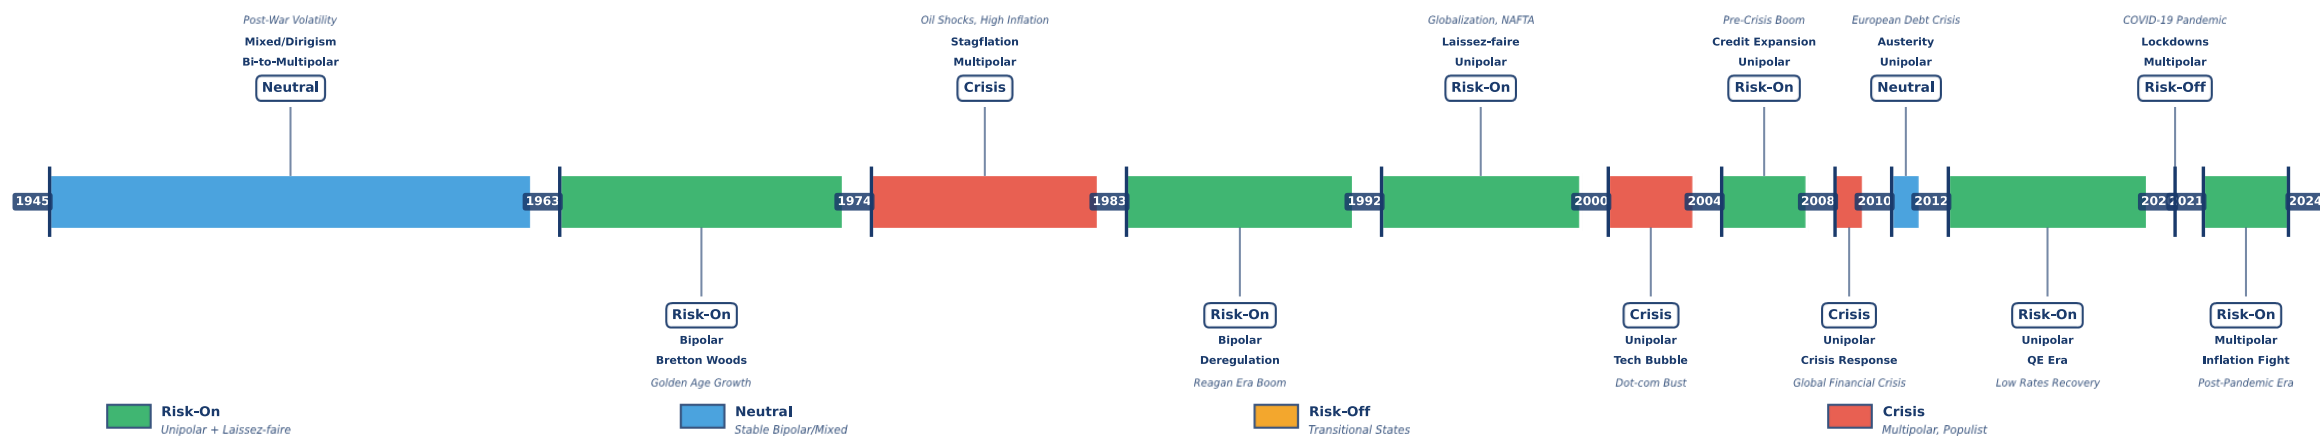 Post-War Volatility
Mixed/Dirigism
Bi-to-Multipolar
Neutral
Oil Shocks, High Inflation
Stagflation
Multipolar
Crisis
Globalization, NAFTA
Laissez-faire
Unipolar
Risk-On
Pre-Crisis Boom
Credit Expansion
Unipolar
Risk-On
European Debt Crisis
Austerity
Unipolar
Neutral
COVID-19 Pandemic
Lockdowns
Multipolar
Risk-Off
1945
1963
1974
1983
1992
2000
2004
2008
2010
2012
2021
2024
Risk-On
Bipolar
Bretton Woods
Golden Age Growth
Risk-On
Bipolar
Deregulation
Reagan Era Boom
Crisis
Unipolar
Tech Bubble
Dot-com Bust
Crisis
Unipolar
Crisis Response
Global Financial Crisis
Risk-On
Unipolar
QE Era
Low Rates Recovery
Risk-On
Multipolar
Inflation Fight
Post-Pandemic Era
Risk-On
Unipolar + Laissez-faire
Neutral
Stable Bipolar/Mixed
Risk-Off
Transitional States
Crisis
Multipolar, Populist